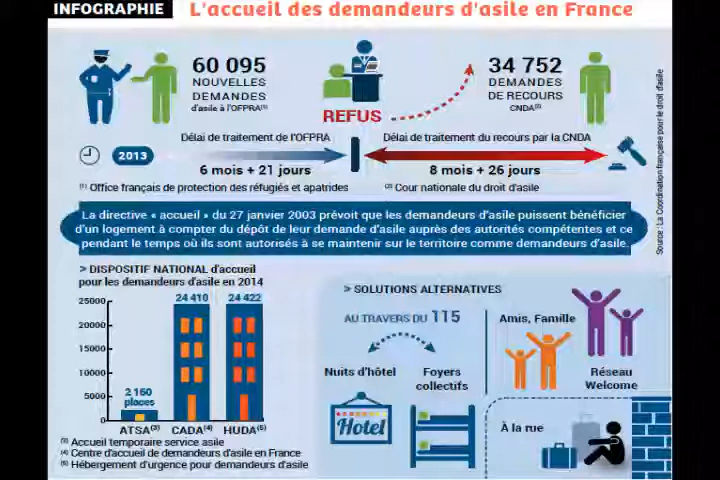 INFOGRAPHIE L'accueil des demandeurs d'asile en France
60 095
NOUVELLES
DEMANDES
d'asile à l'OFPRA(1)
REFUS
34 752
DEMANDES
DE RECOURS
CNDA(2)
Délai de traitement de l'OFPRA
Délai de traitement du recours par la CNDA
2013
6 mois + 21 jours
8 mois + 26 jours
(1) Office français de protection des réfugiés et apatrides
(2) Cour nationale du droit d'asile
Source : La Coordination française pour le droit d'asile
La directive « accueil » du 27 janvier 2003 prévoit que les demandeurs d'asile puissent bénéficier
d'un logement à compter du dépôt de leur demande d'asile auprès des autorités compétentes et ce
pendant le temps où ils sont autorisés à se maintenir sur le territoire comme demandeurs d'asile.
> DISPOSITIF NATIONAL d'accueil
pour les demandeurs d'asile en 2014
25000
20000
15000
10000
5000
0
2 160
places
24 410
24 422
ATSA(3) CADA(4) HUDA(5)
(3) Accueil temporaire service asile
(4) Centre d'accueil de demandeurs d'asile en France
(5) Hébergement d'urgence pour demandeurs d'asile
> SOLUTIONS ALTERNATIVES
AU TRAVERS DU 115
Nuits d'hôtel
Foyers
collectifs
Hotel
Amis, Famille
Réseau
Welcome
À la rue